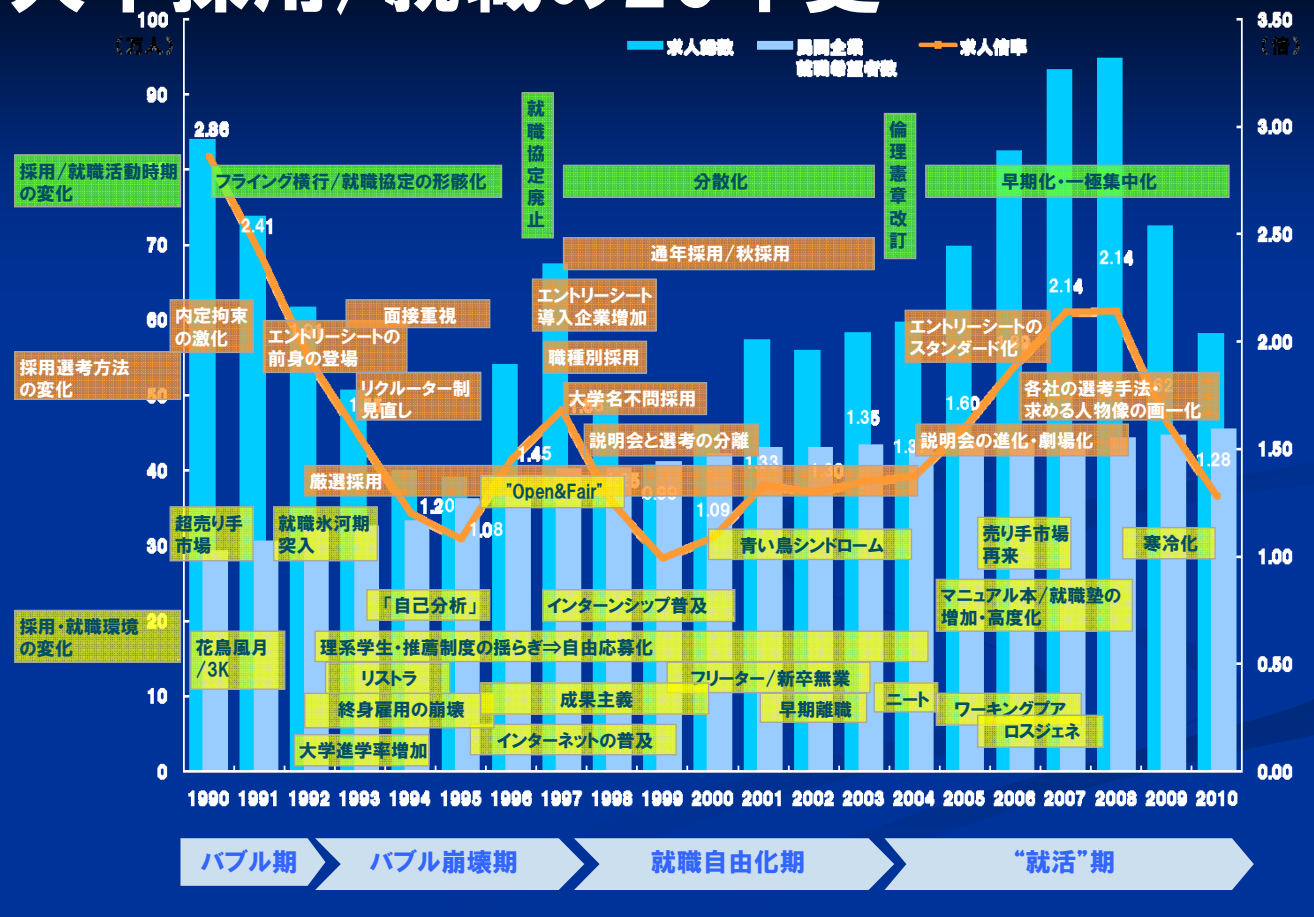 100
3.50
(万人)
(倍)
求人総数
民間企業
就職希望者数
求人倍率
90
3.00
70
2.50
60
2.00
50
40
1.50
30
1.00
20
0.50
10
0
0.00
2.86
2.41
1.20
1.08
1.45
0.99
1.09
1.33
1.30
1.35
1.60
2.14
2.14
1.28
採用/就職活動時期
の変化
フライング横行/就職協定の形骸化
就職協定廃止
分散化
倫理憲章改訂
早期化・一極集中化
通年採用/秋採用
採用選考方法
の変化
内定拘束
の激化
エントリーシートの
前身の登場
面接重視
リクルーター制
見直し
エントリーシート
導入企業増加
職種別採用
大学名不問採用
説明会と選考の分離
厳選採用
エントリーシートの
スタンダード化
各社の選考手法・
求める人物像の画一化
説明会の進化・劇場化
"Open&Fair"
採用・就職環境
の変化
超売り手
市場
就職氷河期
突入
青い鳥シンドローム
売り手市場
再来
寒冷化
「自己分析」
インターンシップ普及
マニュアル本/就職塾の
増加・高度化
花鳥風月
/3K
理系学生・推薦制度の揺らぎ⇒自由応募化
リストラ
フリーター/新卒無業
終身雇用の崩壊
成果主義
早期離職
ニート
ワーキングプア
ロスジェネ
大学進学率増加
インターネットの普及
1990 1991 1992 1993 1994 1995 1996 1997 1998 1999 2000 2001 2002 2003 2004 2005 2006 2007 2008 2009 2010
バブル期
バブル崩壊期
就職自由化期
“就活”期